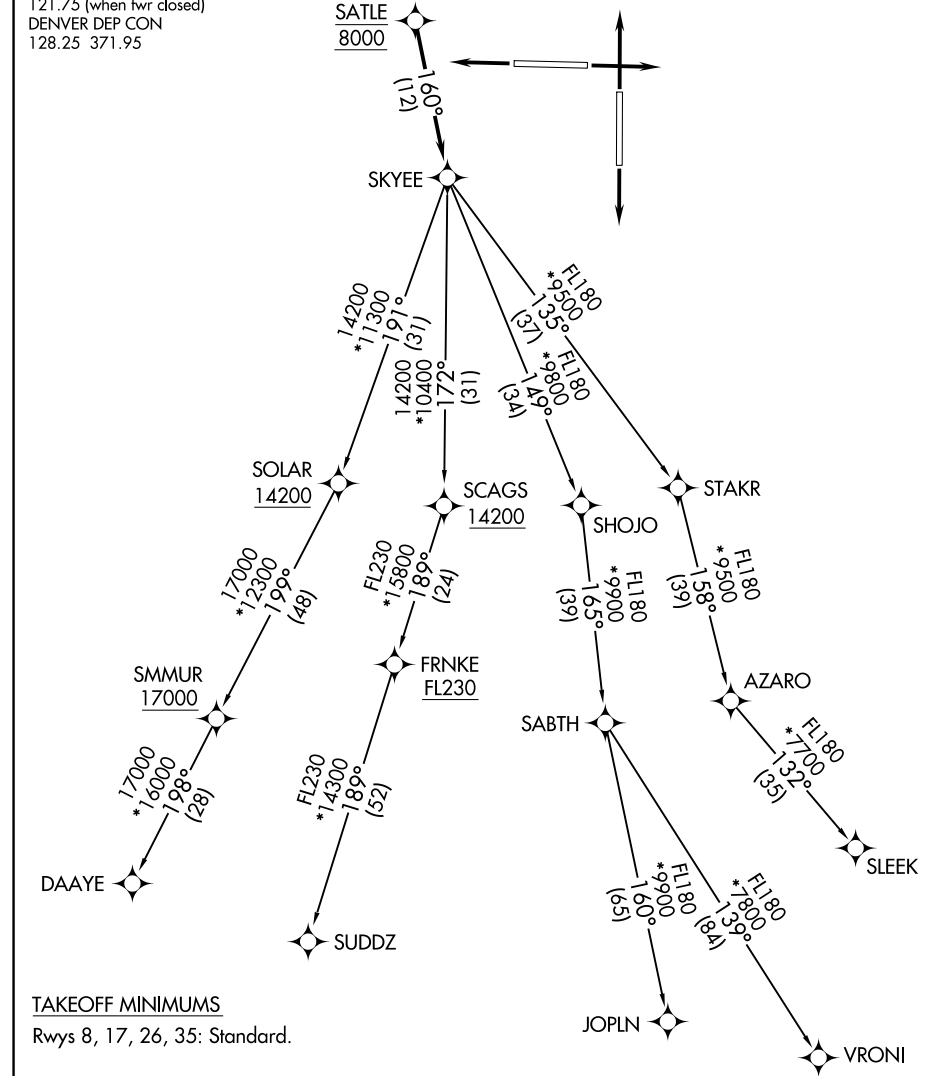 121.75 (when twr closed)
DENVER DEP CON
128.25 371.95
SATLE
8000
160°
(12)
SKYEE
14200
*11300
191°
(31)
14200
*10400
172°
(31)
FL180
*9800
149°
(34)
FL180
*9500
135°
(37)
SOLAR
14200
SCAGS
14200
SHOJO
STAKR
17000
*12300
199°
(48)
FL230
*15800
189°
(24)
FL180
*9900
165°
(39)
FL180
*9500
158°
(39)
SMMUR
17000
FRNKE
FL230
SABTH
AZARO
17000
*16000
198°
(28)
FL230
*14300
189°
(52)
FL180
*7700
132°
(35)
DAAYE
SUDDZ
SLEEK
FL180
*9900
160°
(65)
FL180
*7800
139°
(84)
JOPLN
VRONI
TAKEOFF MINIMUMS
Rwys 8, 17, 26, 35: Standard.